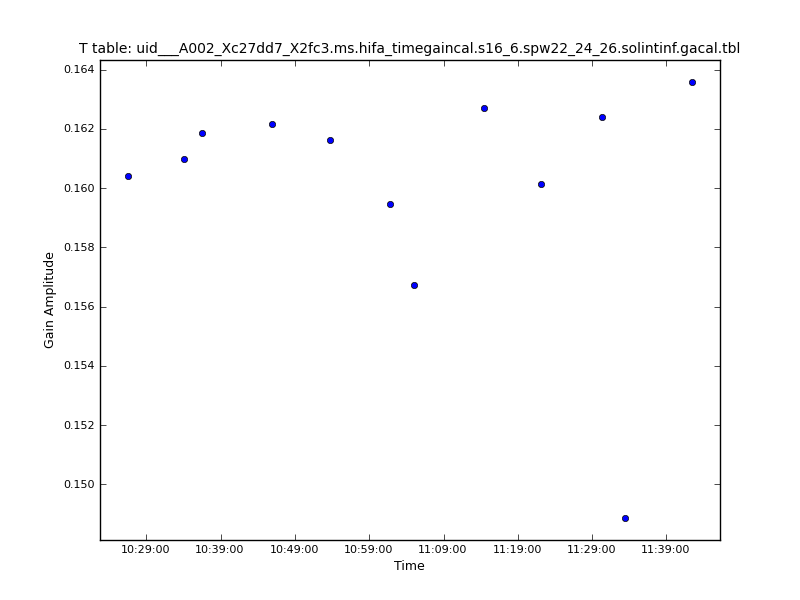 T table: uid___A002_Xc27dd7_X2fc3.ms.hifa_timegaincal.s16_6.spw22_24_26.solintinf.gacal.tbl
0.164
0.162
0.160
0.158
0.156
0.154
0.152
0.150
Gain Amplitude
10:29:00 10:39:00 10:49:00 10:59:00 11:09:00 11:19:00 11:29:00 11:39:00
Time